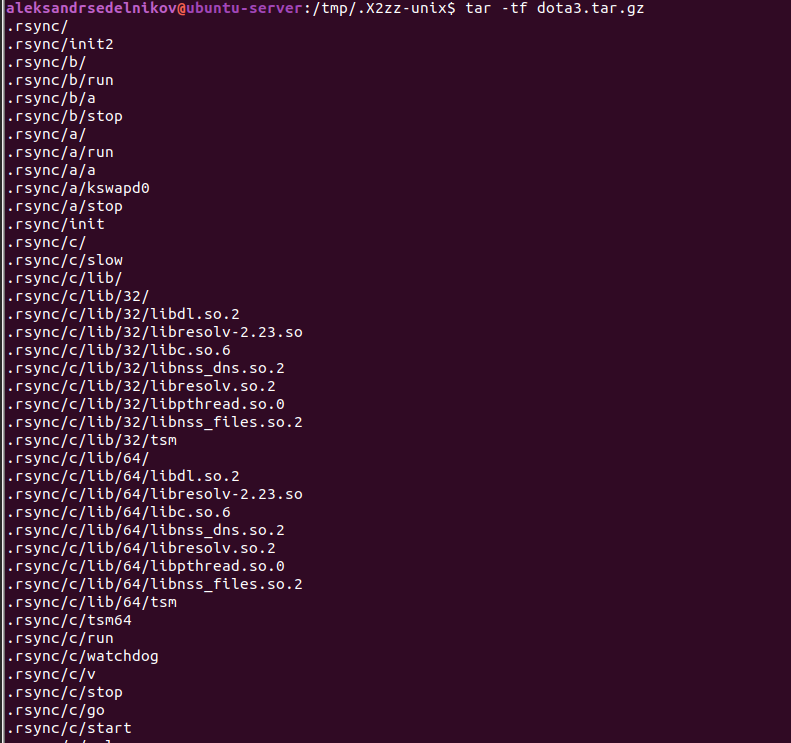 aleksandrsedelnikov@ubuntu-server:/tmp/.X2zz-unix$ tar -tf dota3.tar.gz
.rsync/
.rsync/init2
.rsync/b/
.rsync/b/run
.rsync/b/a
.rsync/b/stop
.rsync/a/
.rsync/a/run
.rsync/a/a
.rsync/a/kswapd0
.rsync/a/stop
.rsync/init
.rsync/c/
.rsync/c/slow
.rsync/c/lib/
.rsync/c/lib/32/
.rsync/c/lib/32/libdl.so.2
.rsync/c/lib/32/libresolv-2.23.so
.rsync/c/lib/32/libc.so.6
.rsync/c/lib/32/libnss_dns.so.2
.rsync/c/lib/32/libresolv.so.2
.rsync/c/lib/32/libpthread.so.0
.rsync/c/lib/32/libnss_files.so.2
.rsync/c/lib/32/tsm
.rsync/c/lib/64/
.rsync/c/lib/64/libdl.so.2
.rsync/c/lib/64/libresolv-2.23.so
.rsync/c/lib/64/libc.so.6
.rsync/c/lib/64/libnss_dns.so.2
.rsync/c/lib/64/libresolv.so.2
.rsync/c/lib/64/libpthread.so.0
.rsync/c/lib/64/libnss_files.so.2
.rsync/c/lib/64/tsm
.rsync/c/tsm64
.rsync/c/run
.rsync/c/watchdog
.rsync/c/v
.rsync/c/stop
.rsync/c/go
.rsync/c/start